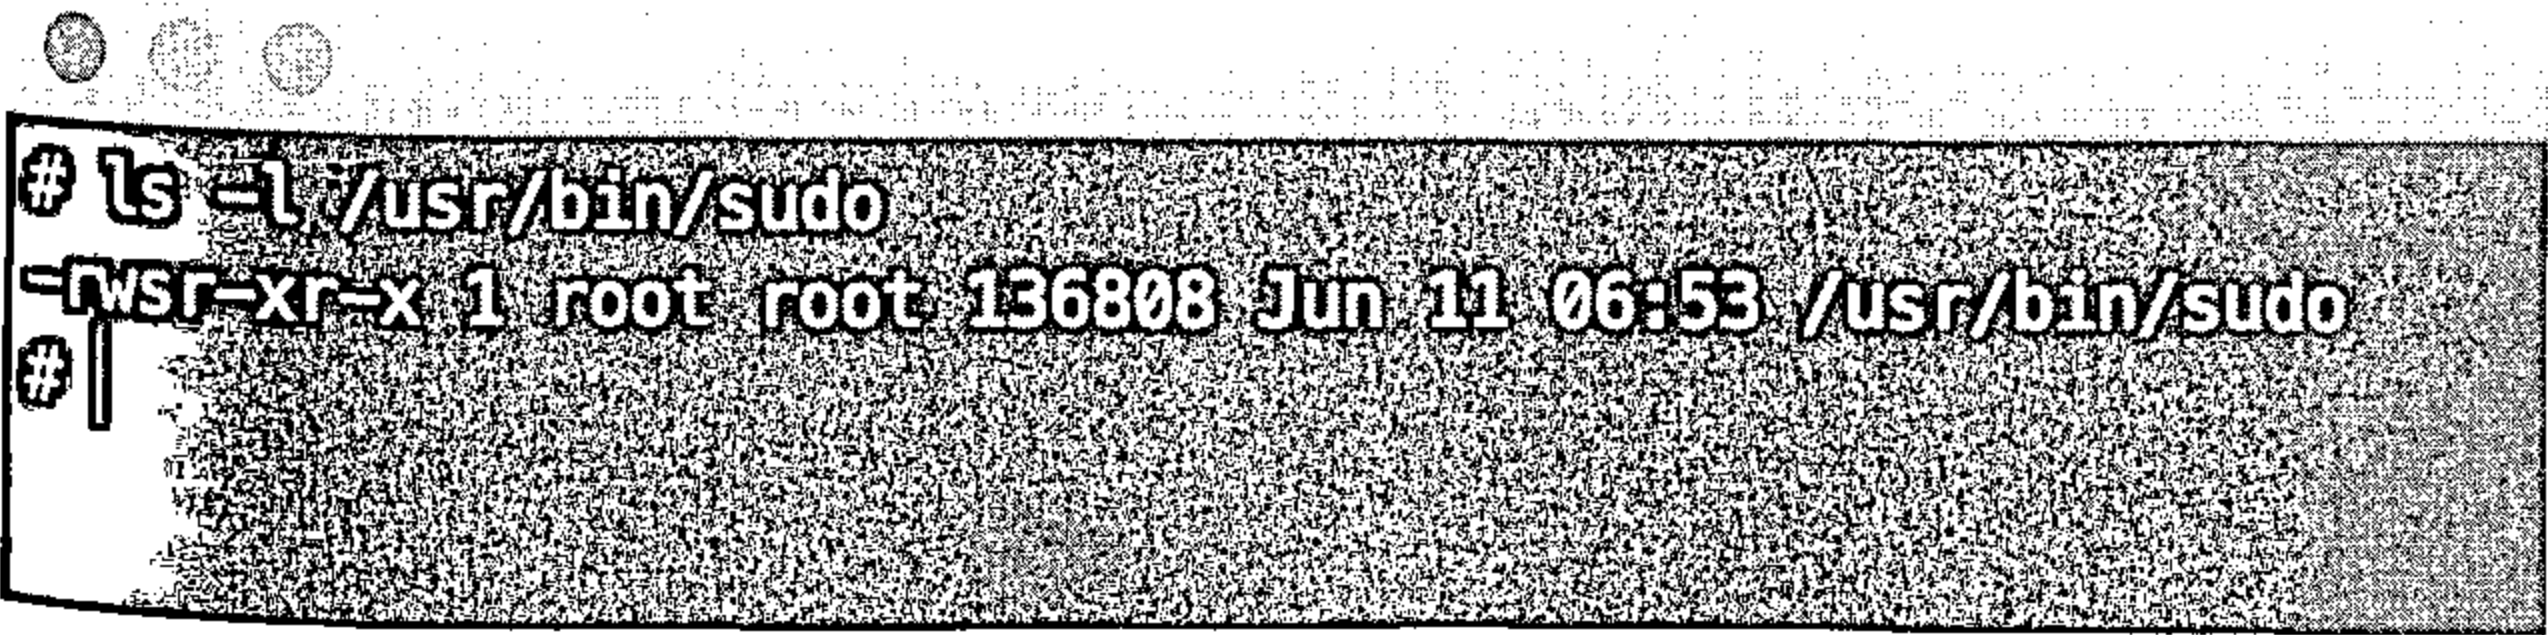 # ls -l /usr/bin/sudo
-rwsr-xr-x 1 root root 136808 Jun 11 06:53 /usr/bin/sudo
#